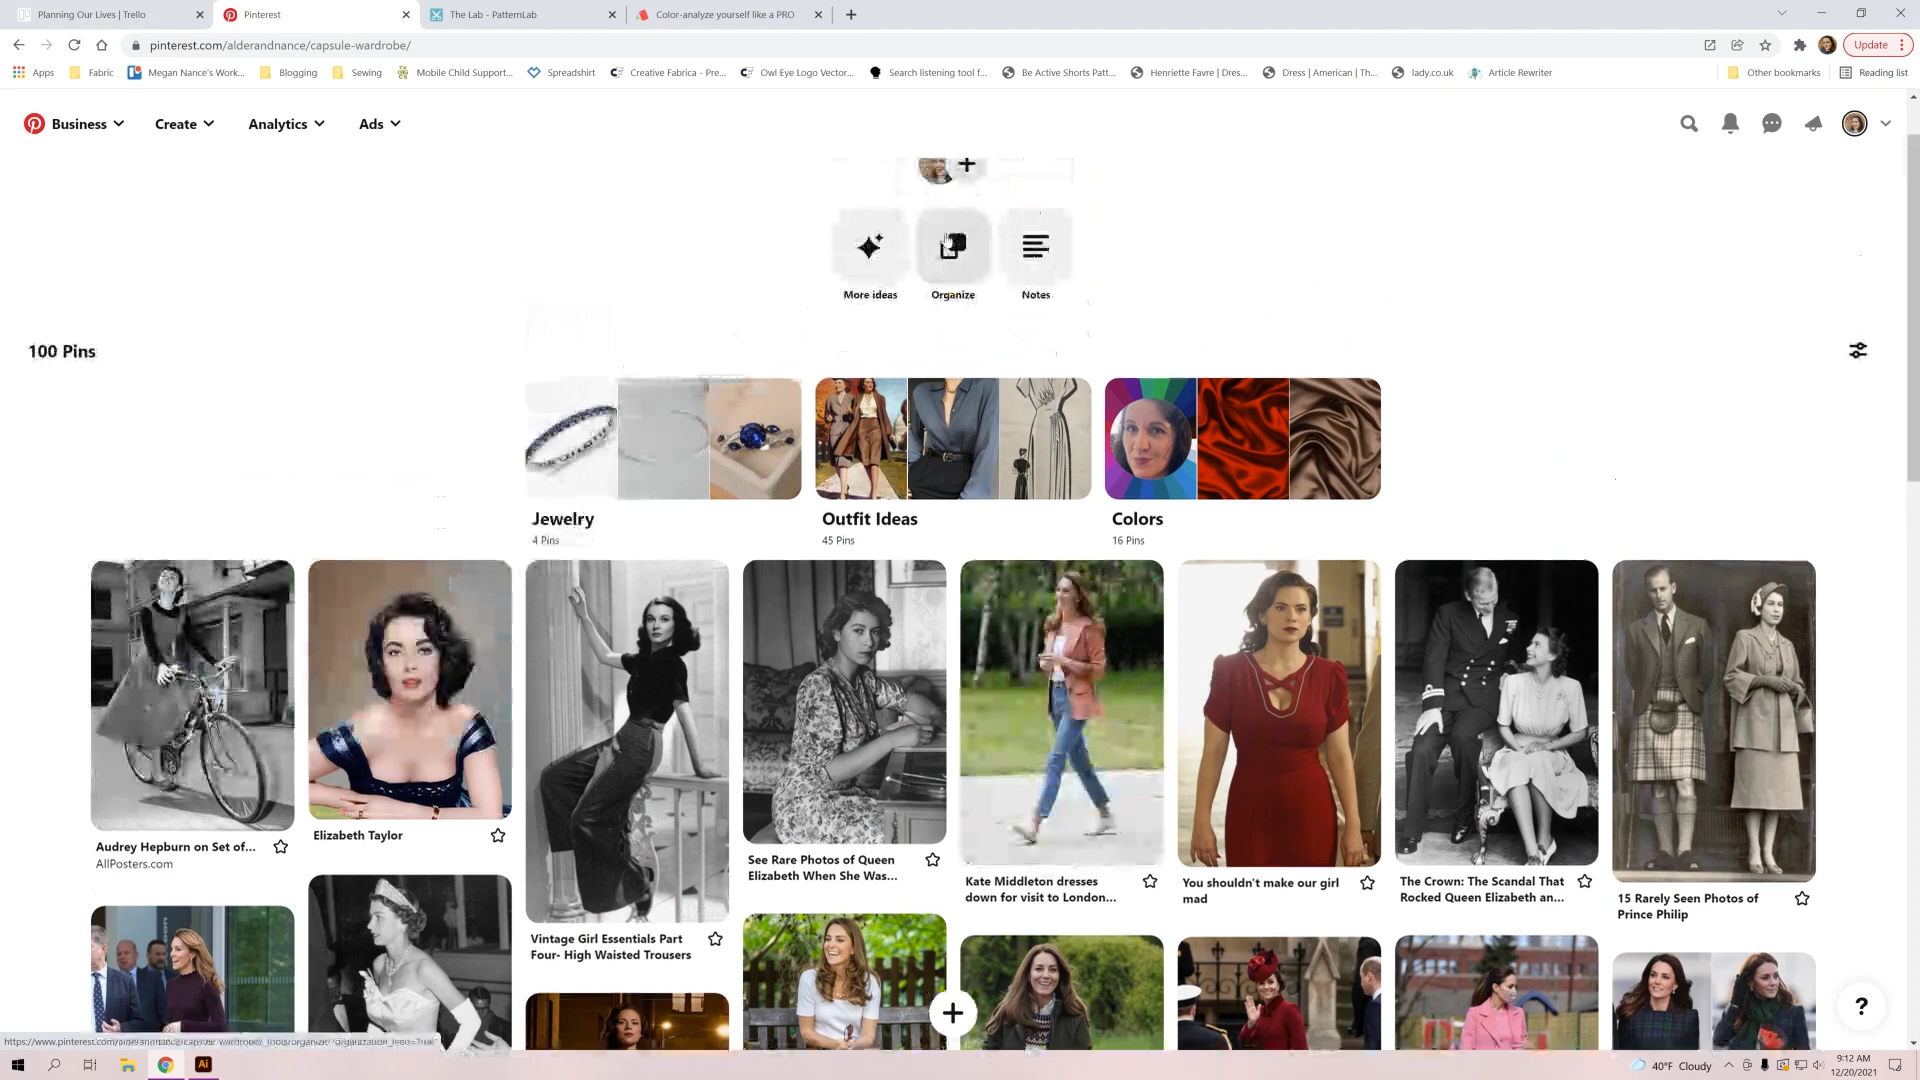 Planning Our Lives | Trello
Pinterest
The Lab - PatternLab
Color-analyze yourself like a PRO
pinterest.com/alderandnance/capsule-wardrobe/
Update
Apps
Fabric
Megan Nance's Work...
Blogging
Sewing
Mobile Child Support...
Spreadshirt
Creative Fabrica - Pre...
Owl Eye Logo Vector...
Search listening tool f...
Be Active Shorts Patt...
Henriette Favre | Dres...
Dress | American | Th...
lady.co.uk
Article Rewriter
Other bookmarks
Reading list
Business
Create
Analytics
Ads
More ideas
Organize
Notes
100 Pins
Jewelry
4 Pins
Outfit Ideas
45 Pins
Colors
16 Pins
Audrey Hepburn on Set of...
AllPosters.com
Elizabeth Taylor
Vintage Girl Essentials Part
Four- High Waisted Trousers
See Rare Photos of Queen
Elizabeth When She Was...
Kate Middleton dresses
down for visit to London...
You shouldn't make our girl
mad
The Crown: The Scandal That
Rocked Queen Elizabeth an...
15 Rarely Seen Photos of
Prince Philip
?
40°F Cloudy
9:12 AM
12/20/2021